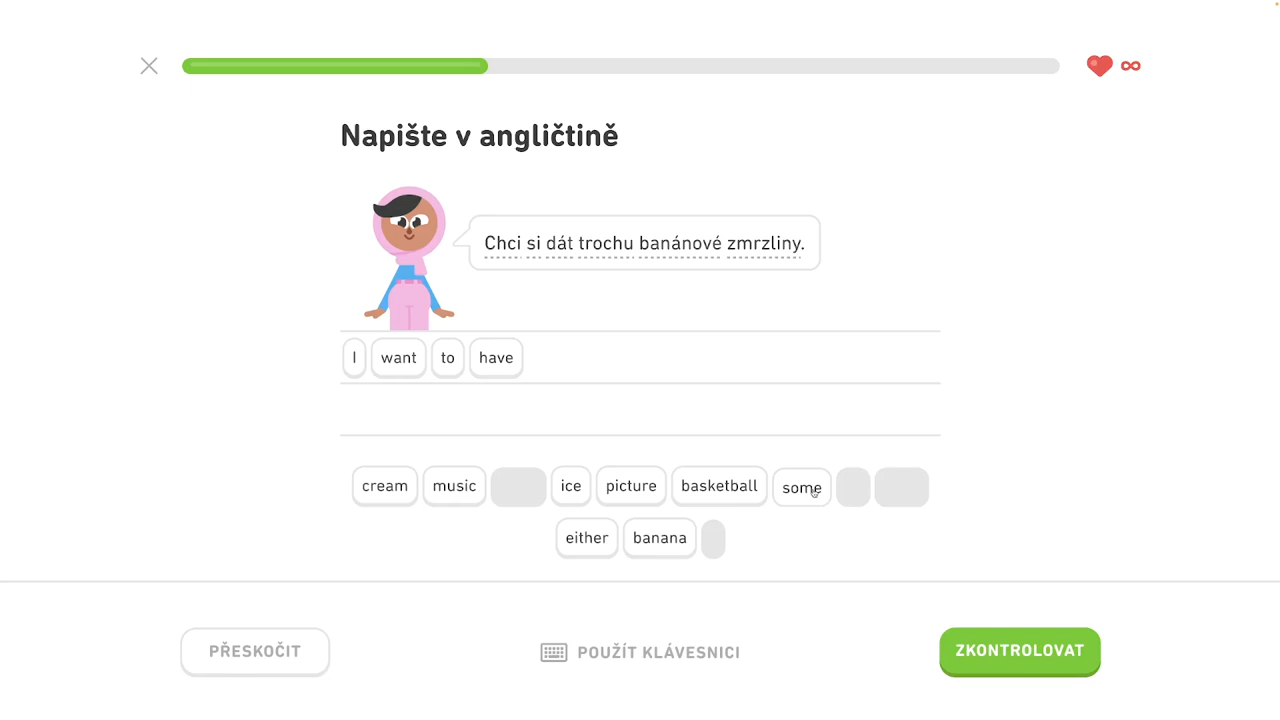 ∞
Napište v angličtině
Chci si dát trochu banánové zmrzliny.
I want to have
cream music ice picture basketball some
either banana
PŘESKOČIT POUŽÍT KLÁVESNICI ZKONTROLOVAT